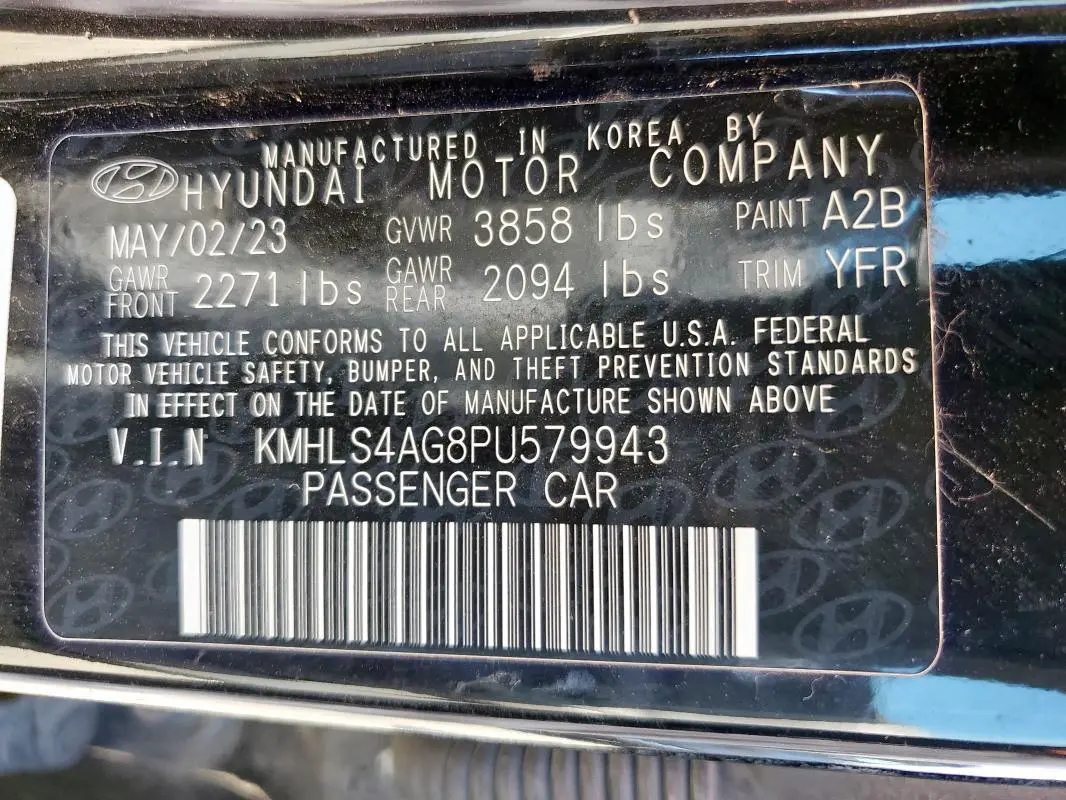 MANUFACTURED IN KOREA BY
HYUNDAI MOTOR COMPANY
MAY/02/23 GVWR 3858 lbs PAINT A2B
GAWR FRONT 2271 lbs GAWR REAR 2094 lbs TRIM YFR
THIS VEHICLE CONFORMS TO ALL APPLICABLE U.S.A. FEDERAL
MOTOR VEHICLE SAFETY, BUMPER, AND THEFT PREVENTION STANDARDS
IN EFFECT ON THE DATE OF MANUFACTURE SHOWN ABOVE
V.I.N KMHLS4AG8PU579943
PASSENGER CAR